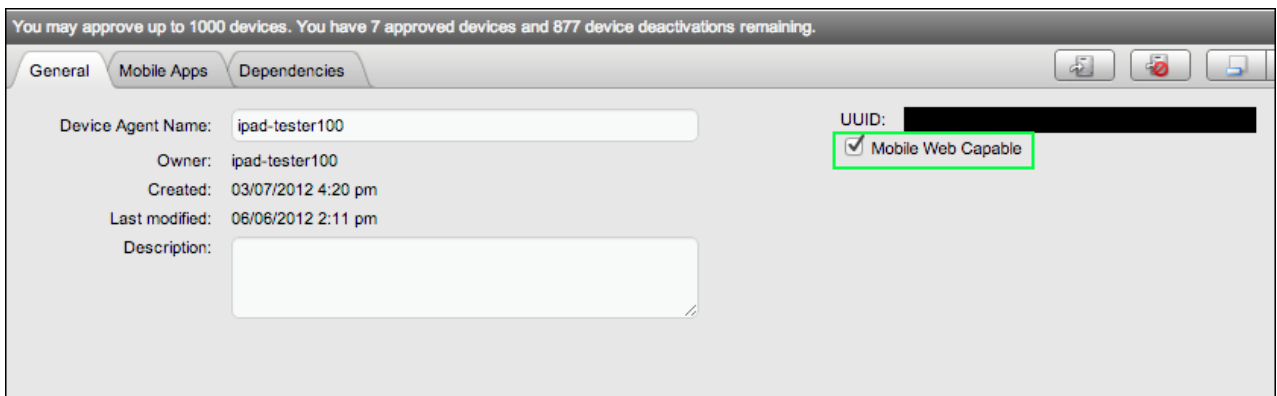 You may approve up to 1000 devices. You have 7 approved devices and 877 device deactivations remaining.
General Mobile Apps Dependencies
Device Agent Name: ipad-tester100 UUID:
Mobile Web Capable
Owner: ipad-tester100
Created: 03/07/2012 4:20 pm
Last modified: 06/06/2012 2:11 pm
Description: